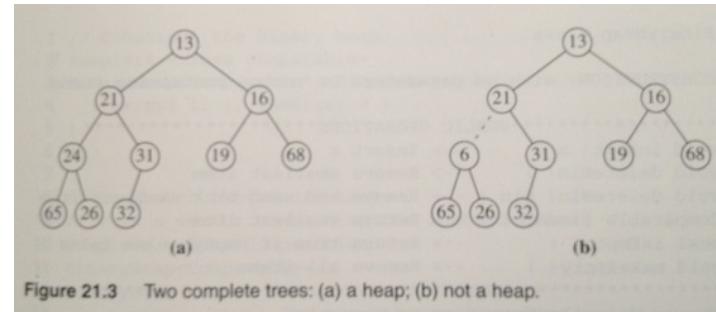 13 13
21 16 21 16
24 31 19 68 6 31 19 68
65 26 32 65 26 32
(a) (b)
Figure 21.3 Two complete trees: (a) a heap; (b) not a heap.